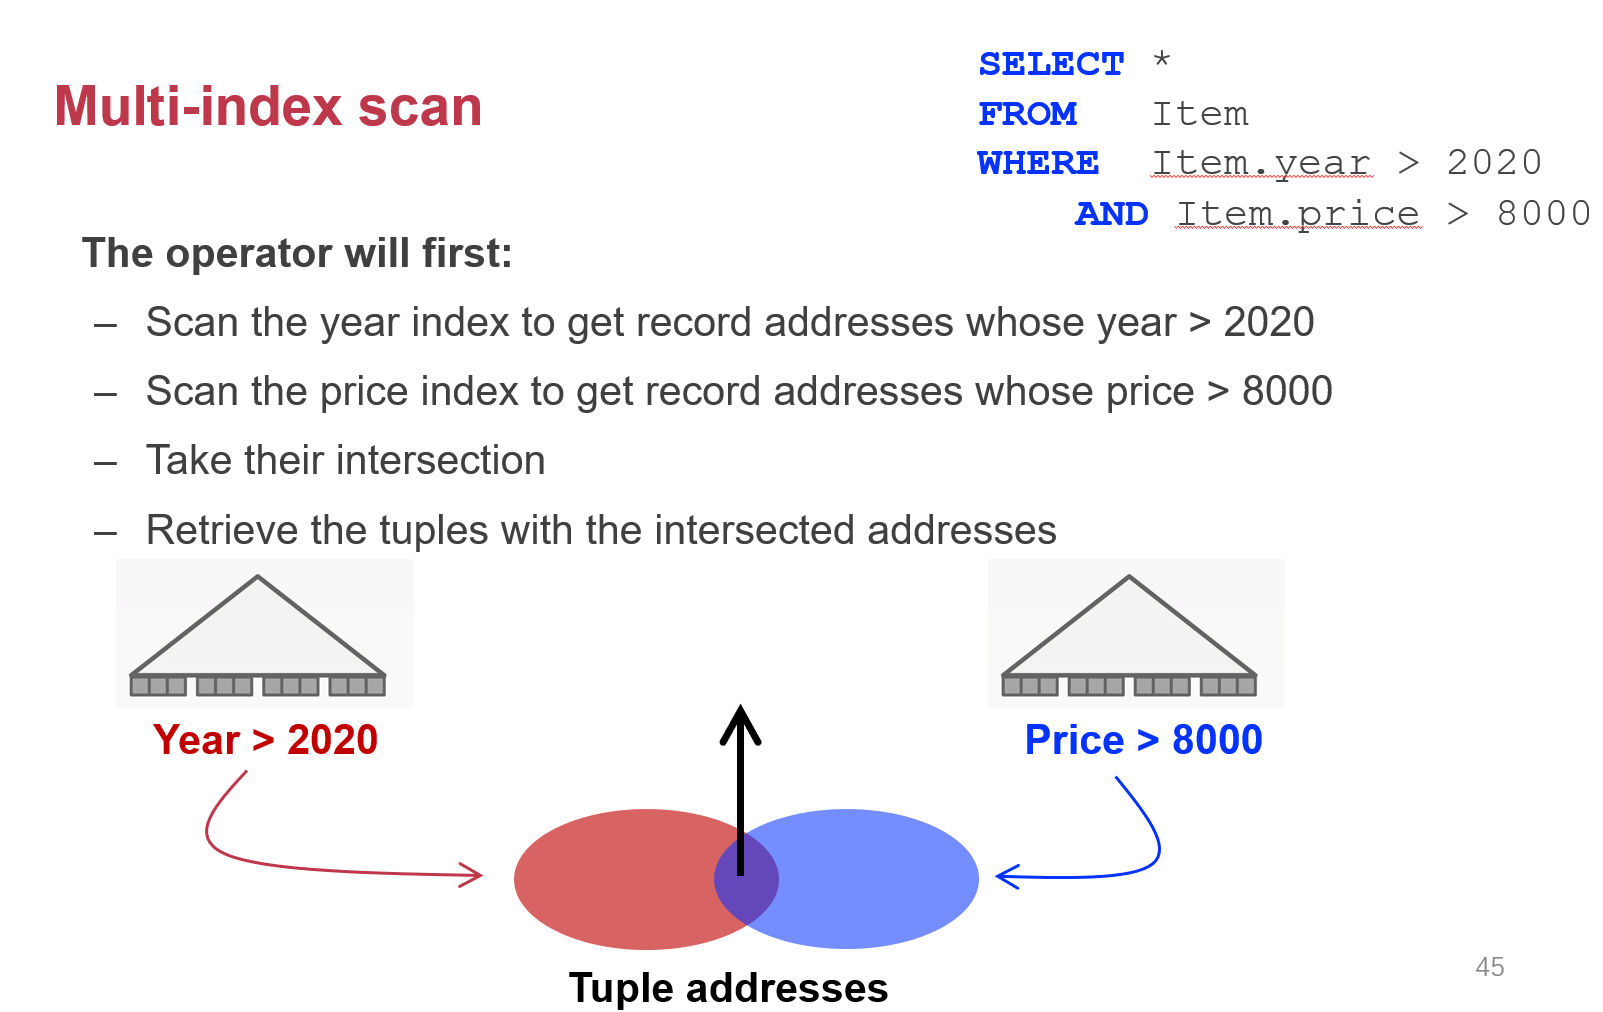 Multi-index scan
SELECT *
FROM Item
WHERE Item.year > 2020
AND Item.price > 8000
The operator will first:
– Scan the year index to get record addresses whose year > 2020
– Scan the price index to get record addresses whose price > 8000
– Take their intersection
– Retrieve the tuples with the intersected addresses
Year > 2020
Price > 8000
Tuple addresses
45